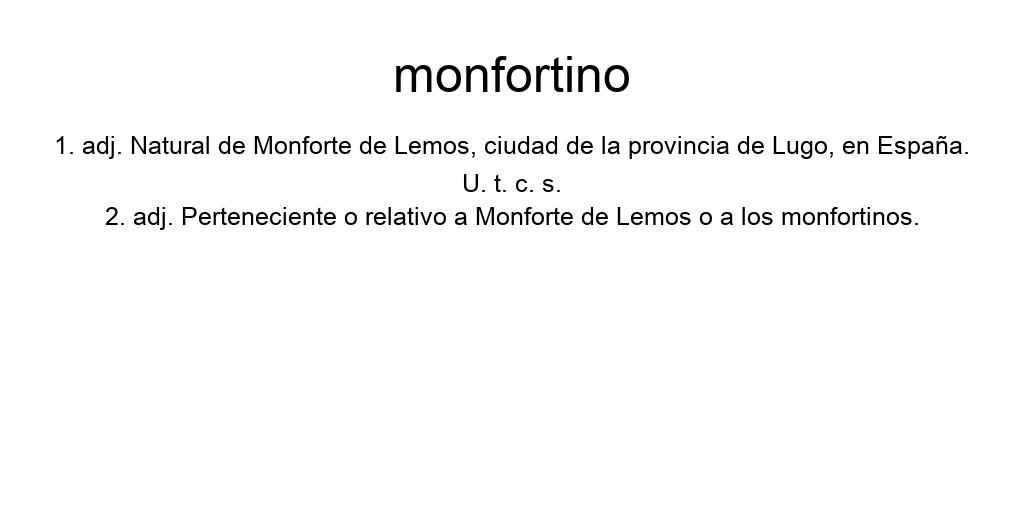 monfortino
1. adj. Natural de Monforte de Lemos, ciudad de la provincia de Lugo, en España.
U. t. c. s.
2. adj. Perteneciente o relativo a Monforte de Lemos o a los monfortinos.